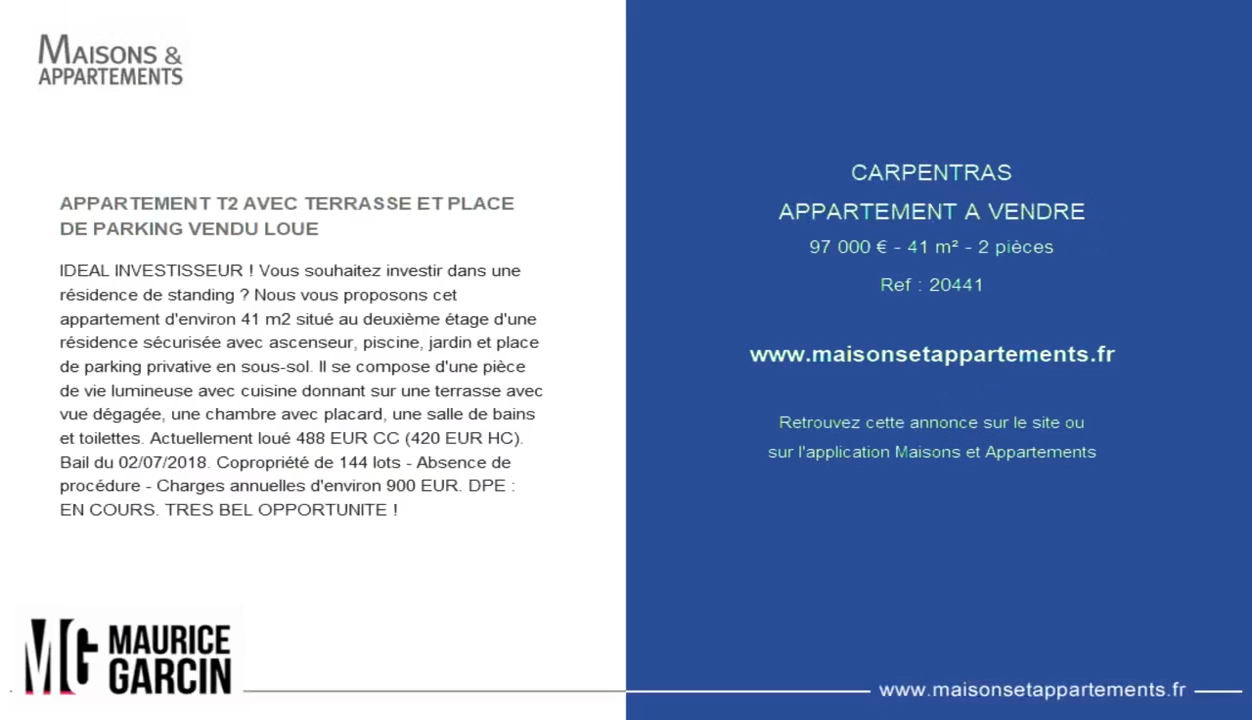 MAISONS &
APPARTEMENTS
APPARTEMENT T2 AVEC TERRASSE ET PLACE
DE PARKING VENDU LOUE
IDEAL INVESTISSEUR ! Vous souhaitez investir dans une
résidence de standing ? Nous vous proposons cet
appartement d'environ 41 m2 situé au deuxième étage d'une
résidence sécurisée avec ascenseur, piscine, jardin et place
de parking privative en sous-sol. Il se compose d'une pièce
de vie lumineuse avec cuisine donnant sur une terrasse avec
vue dégagée, une chambre avec placard, une salle de bains
et toilettes. Actuellement loué 488 EUR CC (420 EUR HC).
Bail du 02/07/2018. Copropriété de 144 lots - Absence de
procédure - Charges annuelles d'environ 900 EUR. DPE :
EN COURS. TRES BEL OPPORTUNITE !
MG MAURICE
GARCIN
CARPENTRAS
APPARTEMENT A VENDRE
97 000 € - 41 m² - 2 pièces
Ref : 20441
www.maisonsetappartements.fr
Retrouvez cette annonce sur le site ou
sur l'application Maisons et Appartements
www.maisonsetappartements.fr